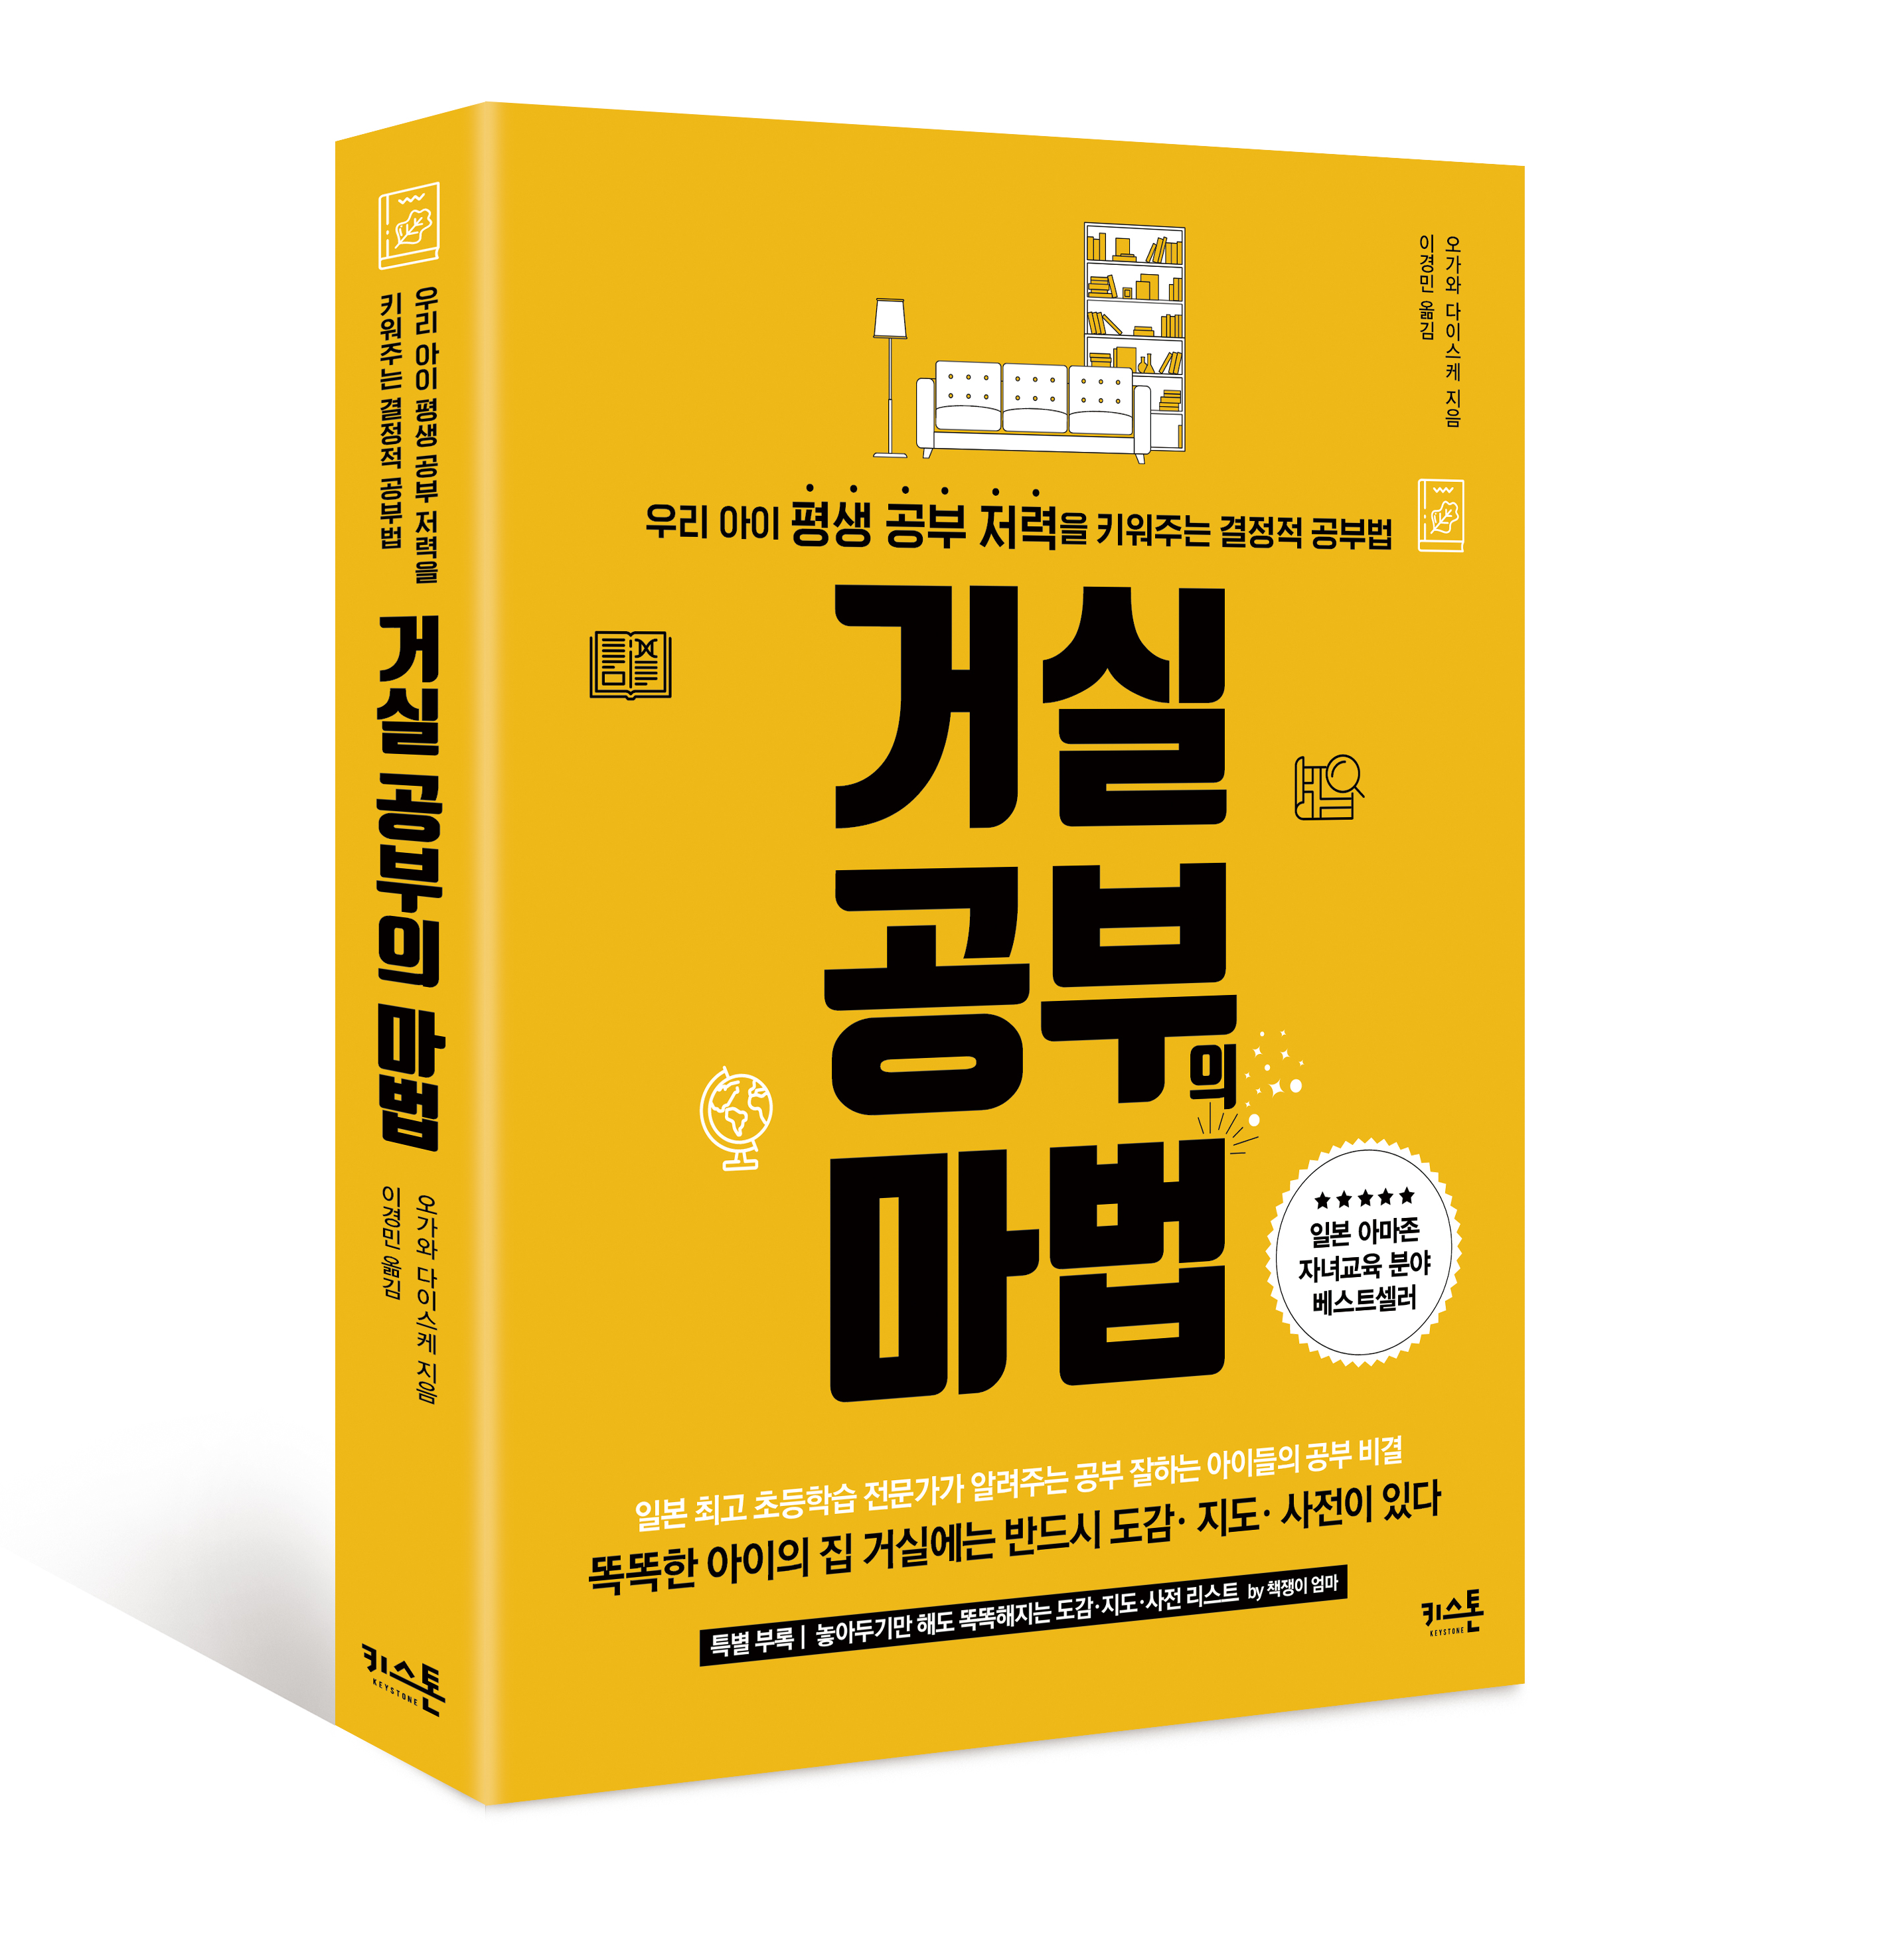 우리 아이 평생 공부 저력을
키워주는 결정적 공부법
거실 공부의 마법
오가와 다이스케 지음
이경민 옮김
키스톤
KEYSTONE
오가와 다이스케 지음
이경민 옮김
우리 아이 평생 공부 저력을 키워주는 결정적 공부법
거실
공부의
마법
★★★★★
일본 아마존
자녀교육 분야
베스트셀러
일본 최고 초등학습 전문가가 알려주는 공부 잘하는 아이들의 공부 비결
똑똑한 아이의 집 거실에는 반드시 도감· 지도· 사전이 있다
특별 부록 | 놓아두기만 해도 똑똑해지는 도감·지도·사전 리스트 by 책쟁이 엄마
키스톤
KEYSTONE